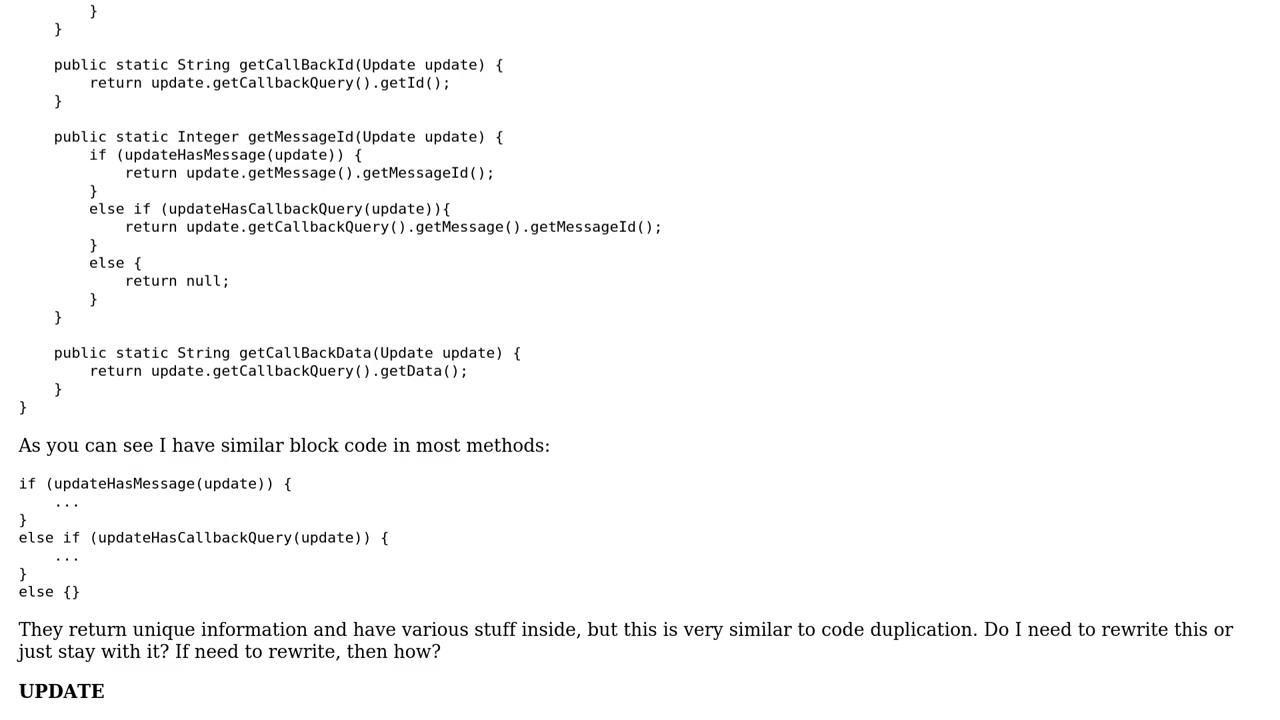 }
    }

    public static String getCallBackId(Update update) {
        return update.getCallbackQuery().getId();
    }

    public static Integer getMessageId(Update update) {
        if (updateHasMessage(update)) {
            return update.getMessage().getMessageId();
        }
        else if (updateHasCallbackQuery(update)){
            return update.getCallbackQuery().getMessage().getMessageId();
        }
        else {
            return null;
        }
    }

    public static String getCallBackData(Update update) {
        return update.getCallbackQuery().getData();
    }
}
As you can see I have similar block code in most methods:
if (updateHasMessage(update)) {
    ...
}
else if (updateHasCallbackQuery(update)) {
    ...
}
else {}
They return unique information and have various stuff inside, but this is very similar to code duplication. Do I need to rewrite this or
just stay with it? If need to rewrite, then how?
UPDATE